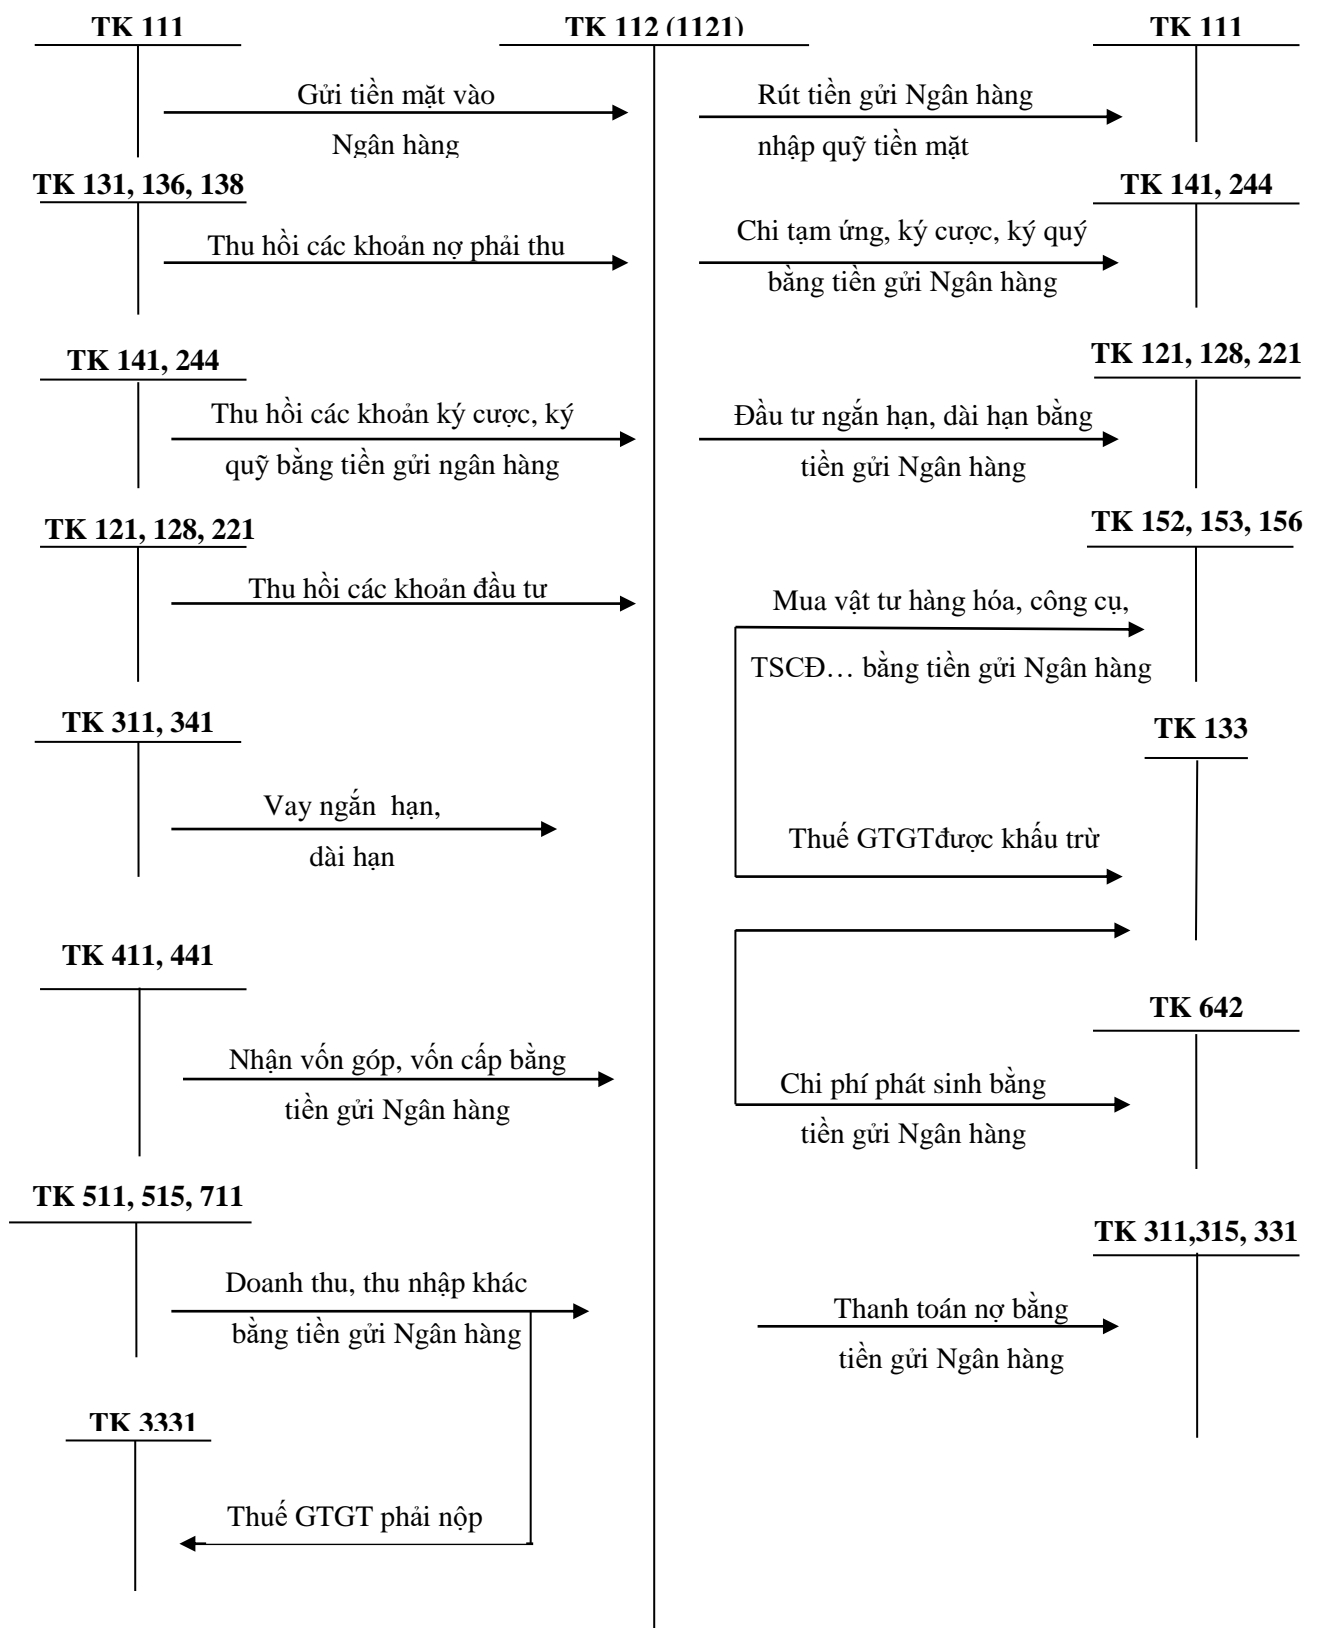 TK 111
TK 112 (1121)
TK 111
Gửi tiền mặt vào
Ngân hàng
Rút tiền gửi Ngân hàng
nhập quỹ tiền mặt
TK 131, 136, 138
TK 141, 244
Thu hồi các khoản nợ phải thu
Chi tạm ứng, ký cược, ký quý
bằng tiền gửi Ngân hàng
TK 141, 244
TK 121, 128, 221
Thu hồi các khoản ký cược, ký
quỹ bằng tiền gửi ngân hàng
Đầu tư ngắn hạn, dài hạn bằng
tiền gửi Ngân hàng
TK 121, 128, 221
TK 152, 153, 156
Thu hồi các khoản đầu tư
Mua vật tư hàng hóa, công cụ,
TSCĐ… bằng tiền gửi Ngân hàng
TK 311, 341
TK 133
Vay ngắn  hạn,
dài hạn
Thuế GTGTđược khấu trừ
TK 411, 441
TK 642
Nhận vốn góp, vốn cấp bằng
tiền gửi Ngân hàng
Chi phí phát sinh bằng
tiền gửi Ngân hàng
TK 511, 515, 711
TK 311,315, 331
Doanh thu, thu nhập khác
bằng tiền gửi Ngân hàng
Thanh toán nợ bằng
tiền gửi Ngân hàng
TK 3331
Thuế GTGT phải nộp